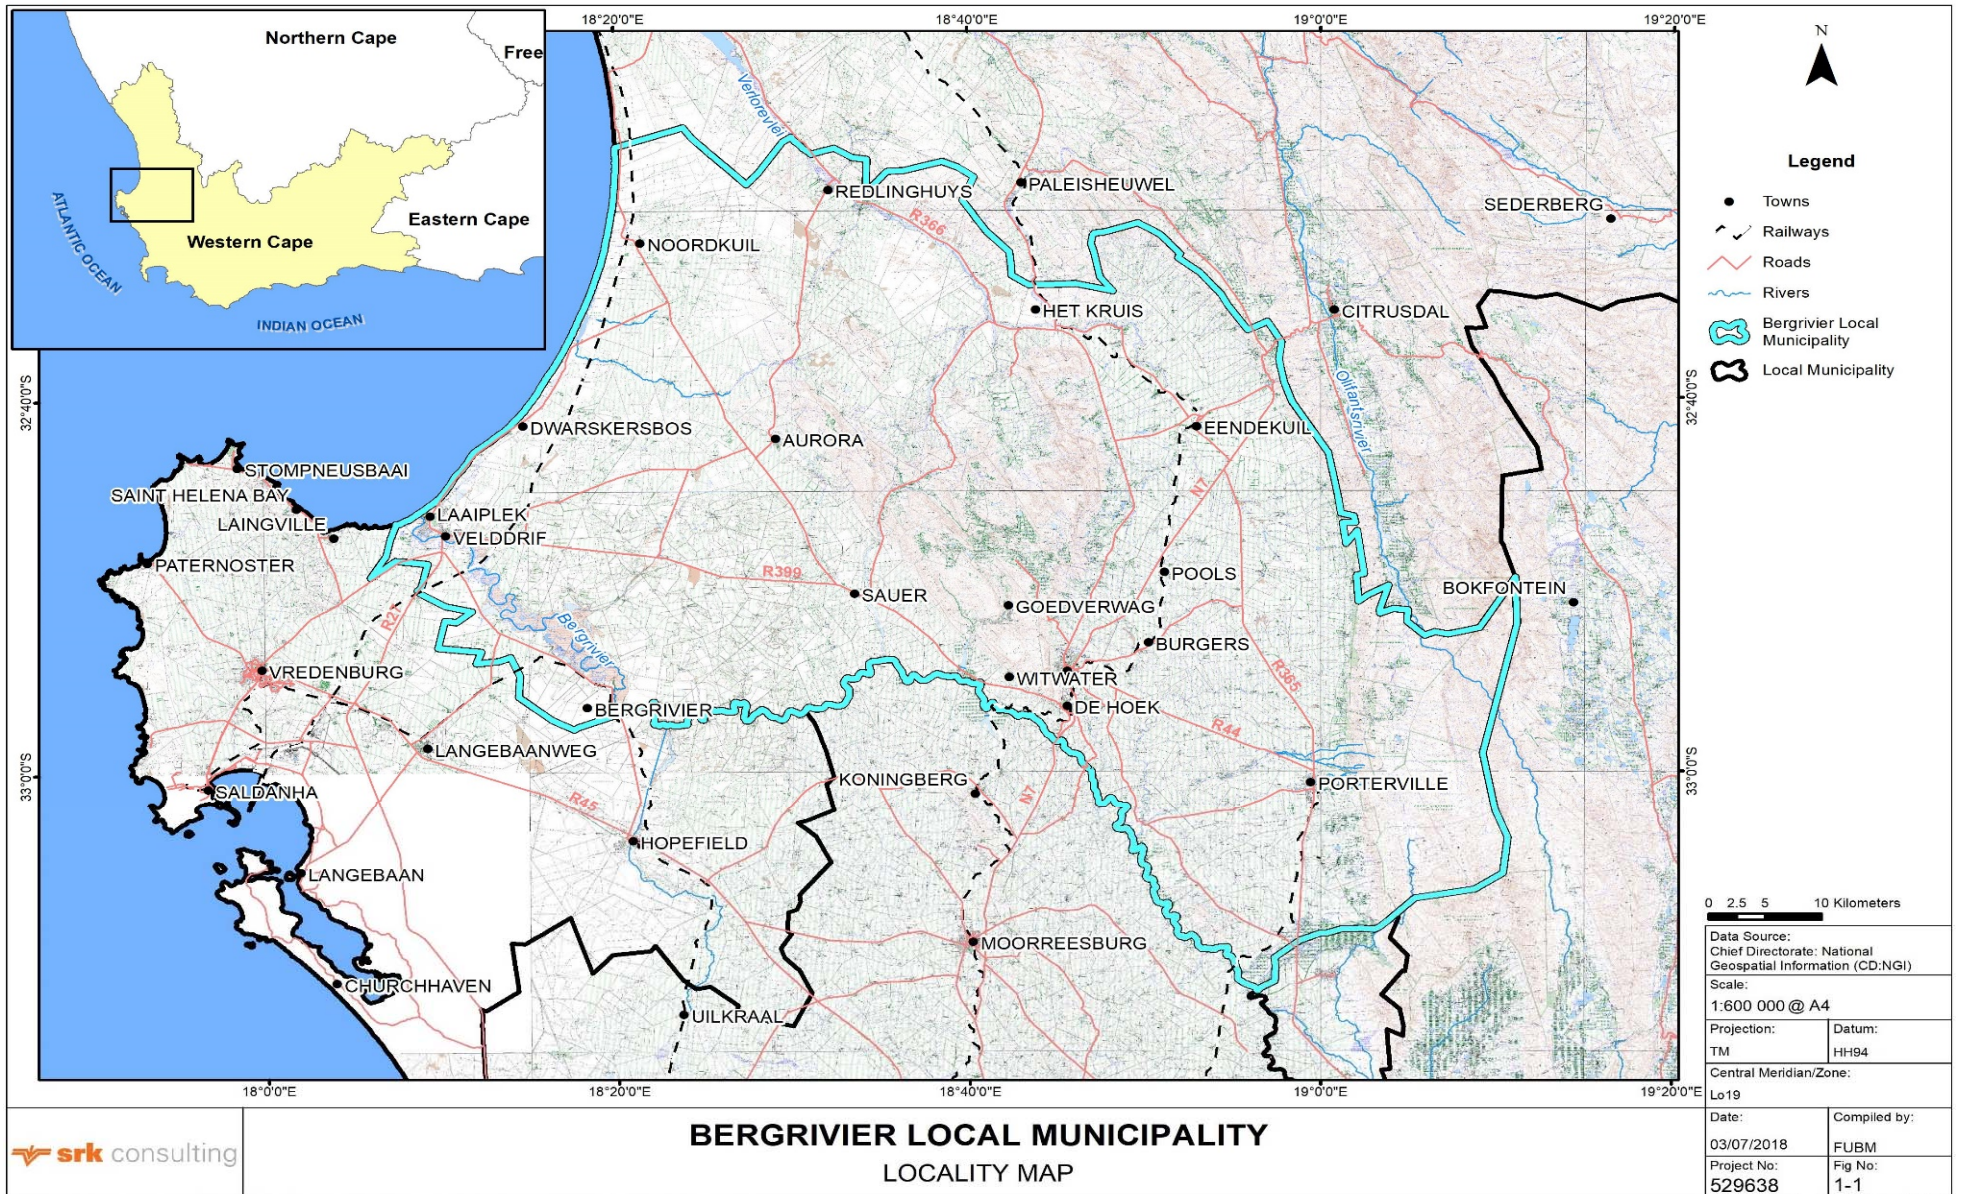 18°20'0"E
18°40'0"E
19°0'0"E
19°20'0"E
Northern Cape
Free
Eastern Cape
Western Cape
ATLANTIC OCEAN
INDIAN OCEAN
N
Legend
Towns
Railways
Roads
Rivers
Bergrivier Local
Municipality
Local Municipality
Verlorevlei
REDLINGHUYS
PALEISHEUWEL
SEDERBERG
R366
NOORDKUIL
HET KRUIS
CITRUSDAL
Olifantsrivier
32°40'0"S
32°40'0"S
DWARSKERSBOS
AURORA
EENDEKUIL
STOMPNEUSBAAI
SAINT HELENA BAY
LAINGVILLE
LAAIPLEK
VELDDRIF
N7
PATERNOSTER
R399
SAUER
POOLS
BOKFONTEIN
GOEDVERWAG
R27
Bergrivier
BURGERS
VREDENBURG
WITWATER
R365
BERGRIVIER
DE HOEK
R44
LANGEBAANWEG
33°0'0"S
33°0'0"S
KONINGBERG
PORTERVILLE
SALDANHA
R45
N7
HOPEFIELD
LANGEBAAN
MOORREESBURG
CHURCHHAVEN
UILKRAAL
18°0'0"E
18°20'0"E
18°40'0"E
19°0'0"E
19°20'0"E
0 2.5 5 10 Kilometers
Data Source:
Chief Directorate: National
Geospatial Information (CD:NGI)
Scale:
1:600 000 @ A4
Projection:
TM
Datum:
HH94
Central Meridian/Zone:
Lo19
Date:
03/07/2018
Compiled by:
FUBM
Project No:
529638
Fig No:
1-1
srk consulting
BERGRIVIER LOCAL MUNICIPALITY
LOCALITY MAP